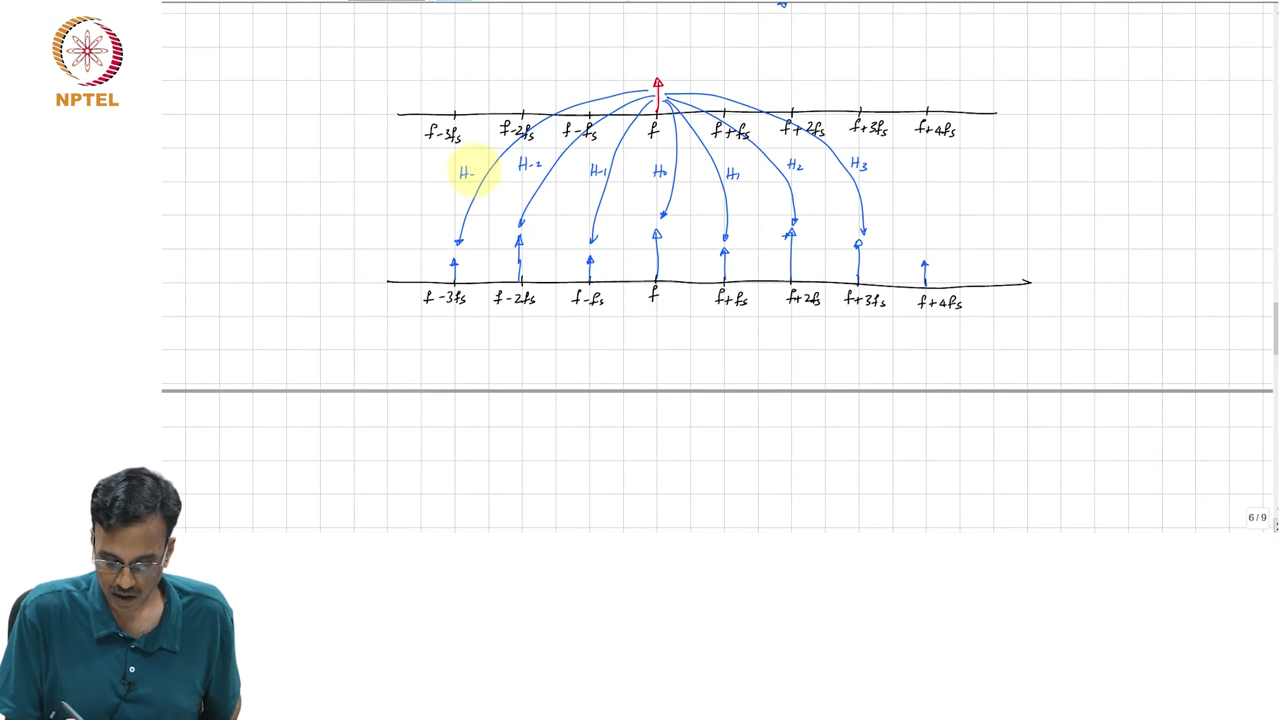 NPTEL
f-3fs f-2fs f-fs f f+fs f+2fs f+3fs f+4fs
H- H-2 H-1 H0 H1 H2 H3
f-3fs f-2fs f-fs f f+fs f+2fs f+3fs f+4fs
6 / 9